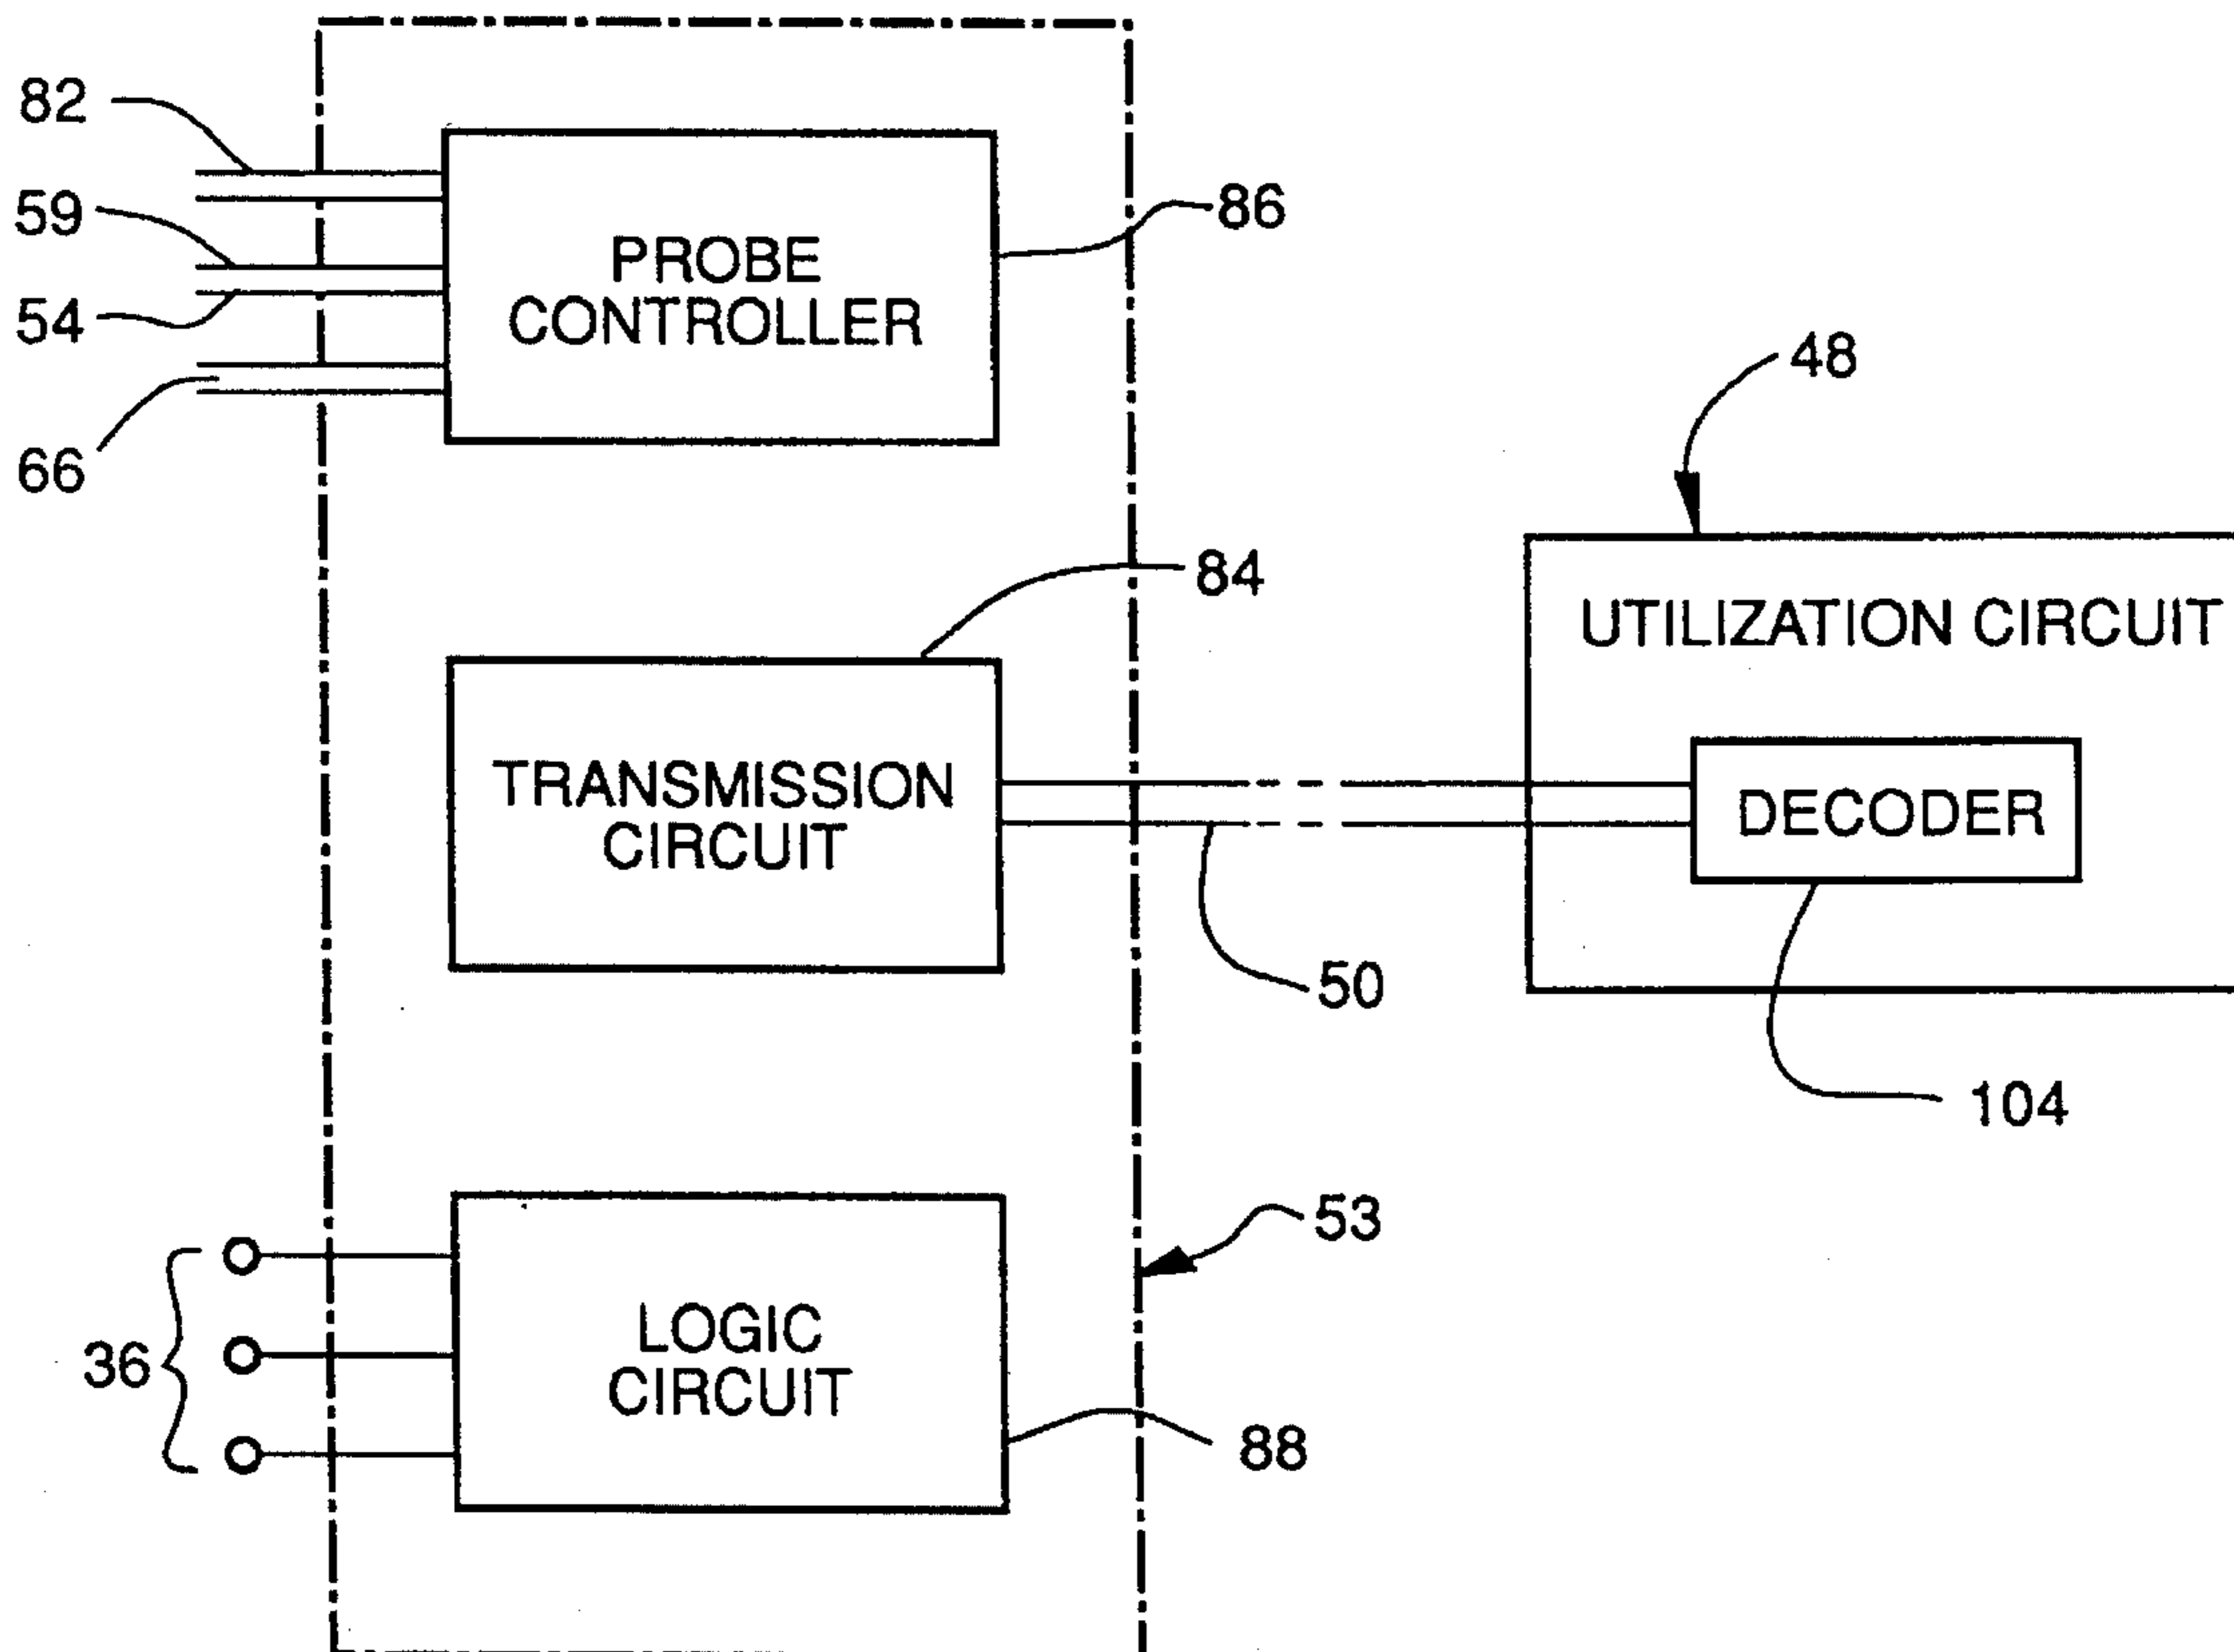 82
59
54
66
PROBE
CONTROLLER
86
48
84
UTILIZATION CIRCUIT
TRANSMISSION
CIRCUIT
DECODER
50
104
53
36
LOGIC
CIRCUIT
88